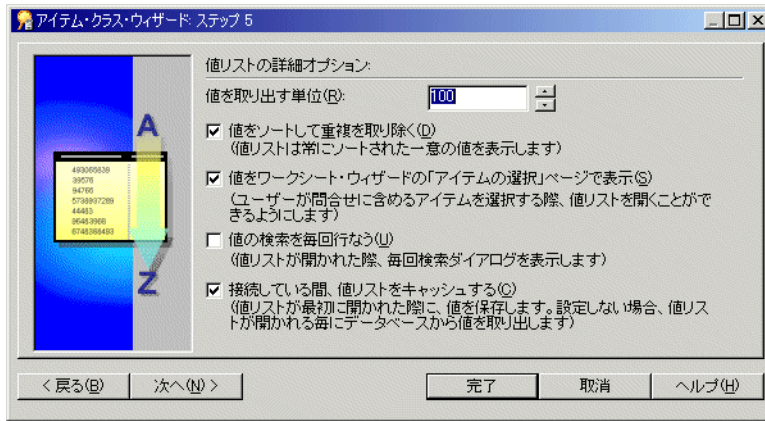 アイテム・クラス・ウィザード: ステップ 5
値リストの詳細オプション:
値を取り出す単位(R): 100
値をソートして重複を取り除く(D)
(値リストは常にソートされた一意の値を表示します)
値をワークシート・ウィザードの「アイテムの選択」ページで表示(S)
(ユーザーが問合せに含めるアイテムを選択する際、値リストを開くことがで
きるようにします)
値の検索を毎回行なう(U)
(値リストが開かれた際、毎回検索ダイアログを表示します)
接続している間、値リストをキャッシュする(C)
(値リストが最初に開かれた際に、値を保存します。設定しない場合、値リス
トが開かれる毎にデータベースから値を取り出します)
A
493065839
39576
94766
5738937289
44483
96463966
6748368493
Z
< 戻る(B)
次へ(N) >
完了
取消
ヘルプ(H)